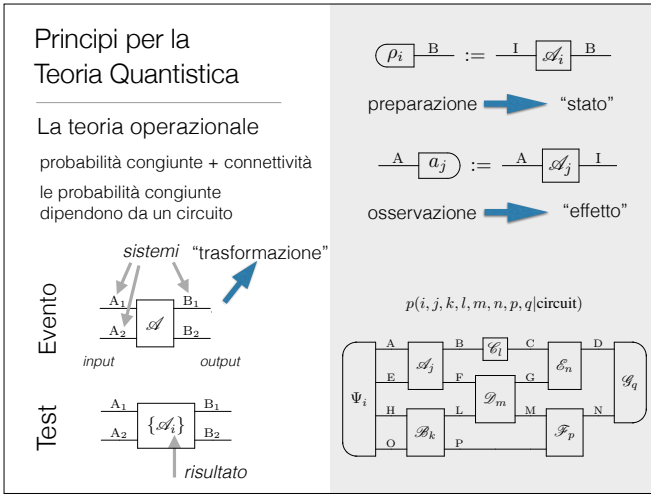 Principi per la
Teoria Quantistica
La teoria operazionale
probabilità congiunte + connettività
le probabilità congiunte
dipendono da un circuito
sistemi "trasformazione"
Evento
A₁ B₁
𝒜
A₂ B₂
input output
Test
A₁ B₁
{𝒜ᵢ}
A₂ B₂
risultato
ρᵢ B := I 𝒜ᵢ B
preparazione "stato"
A aⱼ := A 𝒜ⱼ I
osservazione "effetto"
p(i, j, k, l, m, n, p, q|circuit)
A B 𝒞ₗ C D
𝒜ⱼ ℰₙ
E F G
Ψᵢ 𝒟ₘ 𝒢_q
H L M N
ℬₖ ℱₚ
O P